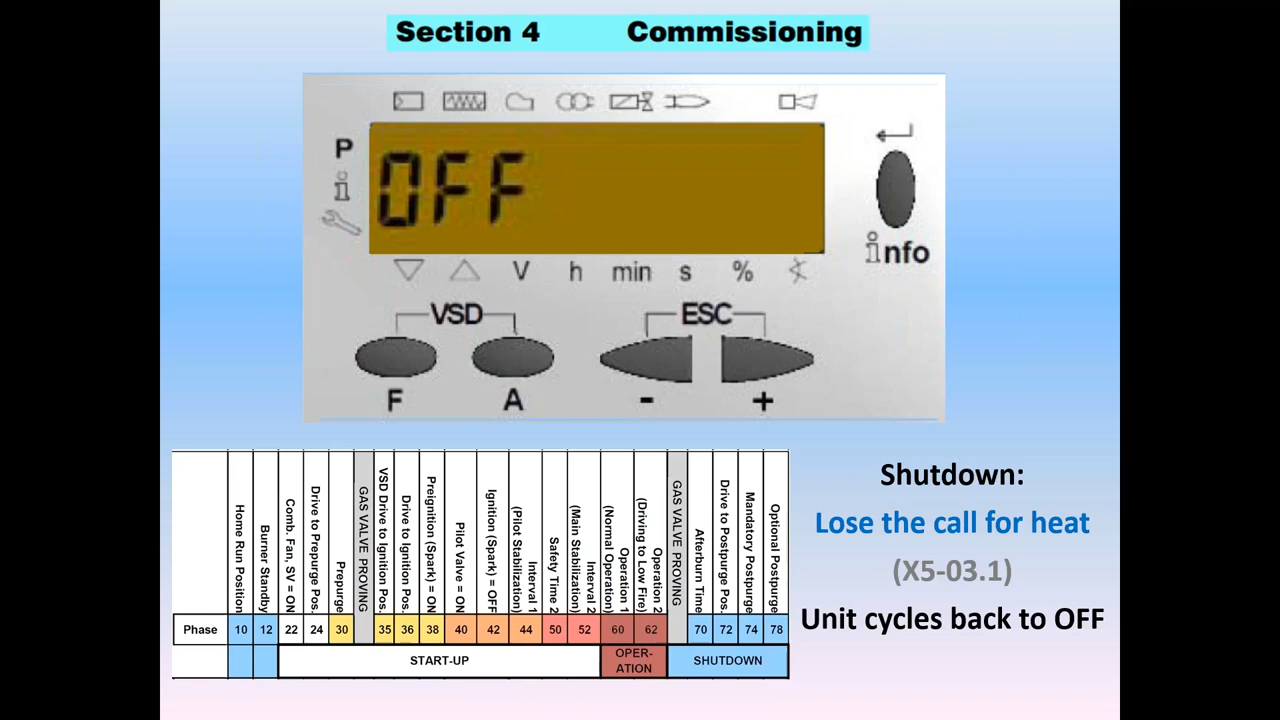 Section 4 Commissioning
P
i
OFF
info
V h min s %
VSD ESC
F A - +
Home Run Position
Burner Standby
Comb. Fan, SV = ON
Drive to Prepurge Pos.
Prepurge
GAS VALVE PROVING
VSD Drive to Ignition Pos.
Drive to Ignition Pos.
Preignition (Spark) = ON
Pilot Valve = ON
Ignition (Spark) = OFF
Interval 1
(Pilot Stabilization)
Safety Time 2
Interval 2
(Main Stabilization)
Operation 1
(Normal Operation)
Operation 2
(Driving to Low Fire)
GAS VALVE PROVING
Afterburn Time
Drive to Postpurge Pos.
Mandatory Postpurge
Optional Postpurge
Phase 10 12 22 24 30 35 36 38 40 42 44 50 52 60 62 70 72 74 78
START-UP OPER-
ATION SHUTDOWN
Shutdown:
Lose the call for heat
(X5-03.1)
Unit cycles back to OFF